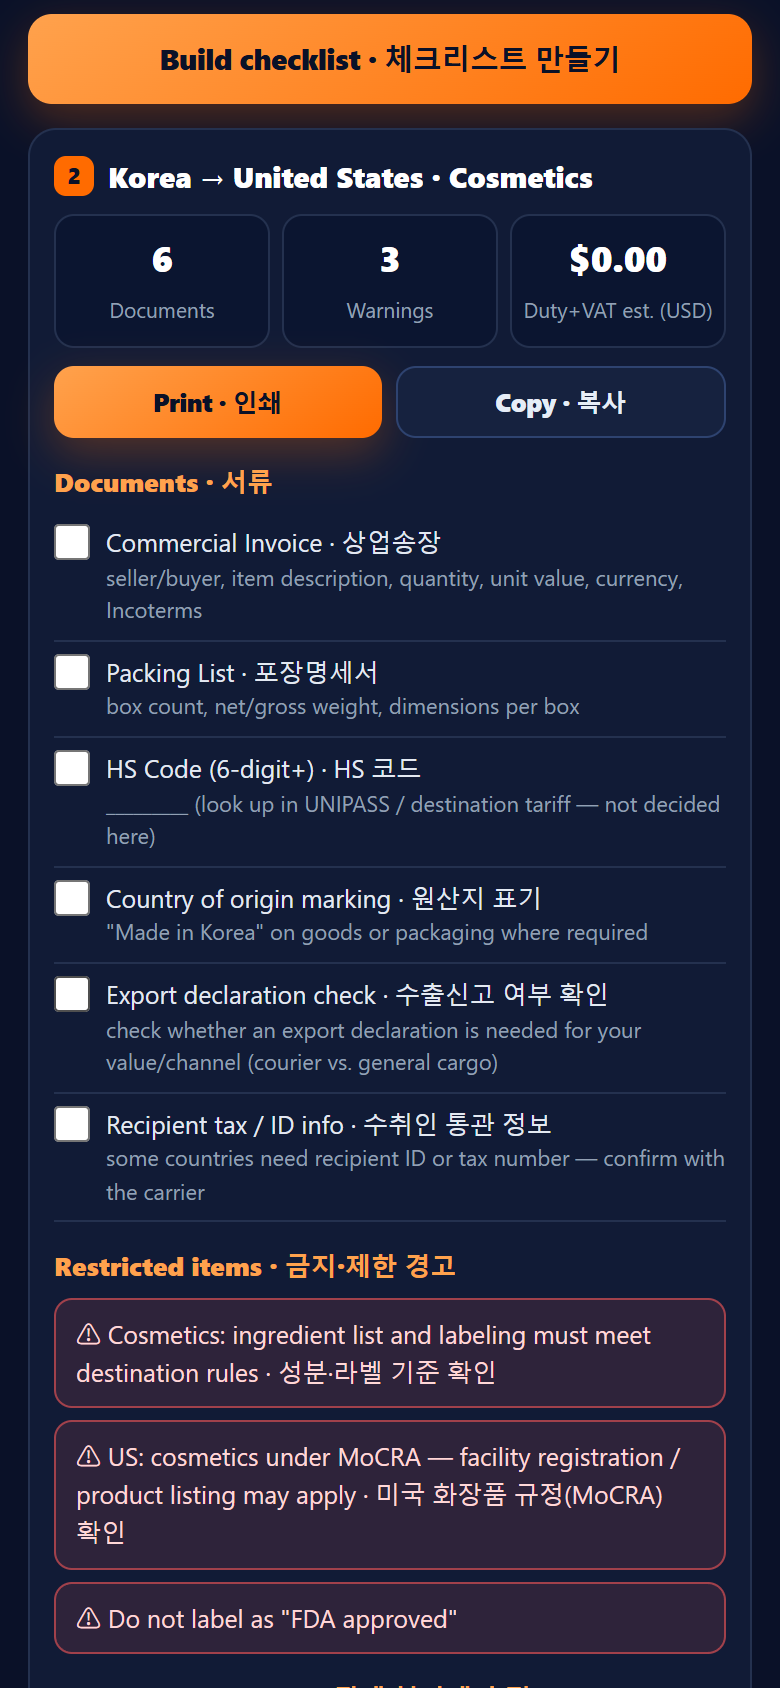 Build checklist · 체크리스트 만들기
2 Korea → United States · Cosmetics
6
Documents
3
Warnings
$0.00
Duty+VAT est. (USD)
Print · 인쇄
Copy · 복사
Documents · 서류
Commercial Invoice · 상업송장
seller/buyer, item description, quantity, unit value, currency,
Incoterms
Packing List · 포장명세서
box count, net/gross weight, dimensions per box
HS Code (6-digit+) · HS 코드
________ (look up in UNIPASS / destination tariff — not decided
here)
Country of origin marking · 원산지 표기
"Made in Korea" on goods or packaging where required
Export declaration check · 수출신고 여부 확인
check whether an export declaration is needed for your
value/channel (courier vs. general cargo)
Recipient tax / ID info · 수취인 통관 정보
some countries need recipient ID or tax number — confirm with
the carrier
Restricted items · 금지·제한 경고
⚠ Cosmetics: ingredient list and labeling must meet
destination rules · 성분·라벨 기준 확인
⚠ US: cosmetics under MoCRA — facility registration /
product listing may apply · 미국 화장품 규정(MoCRA)
확인
⚠ Do not label as "FDA approved"